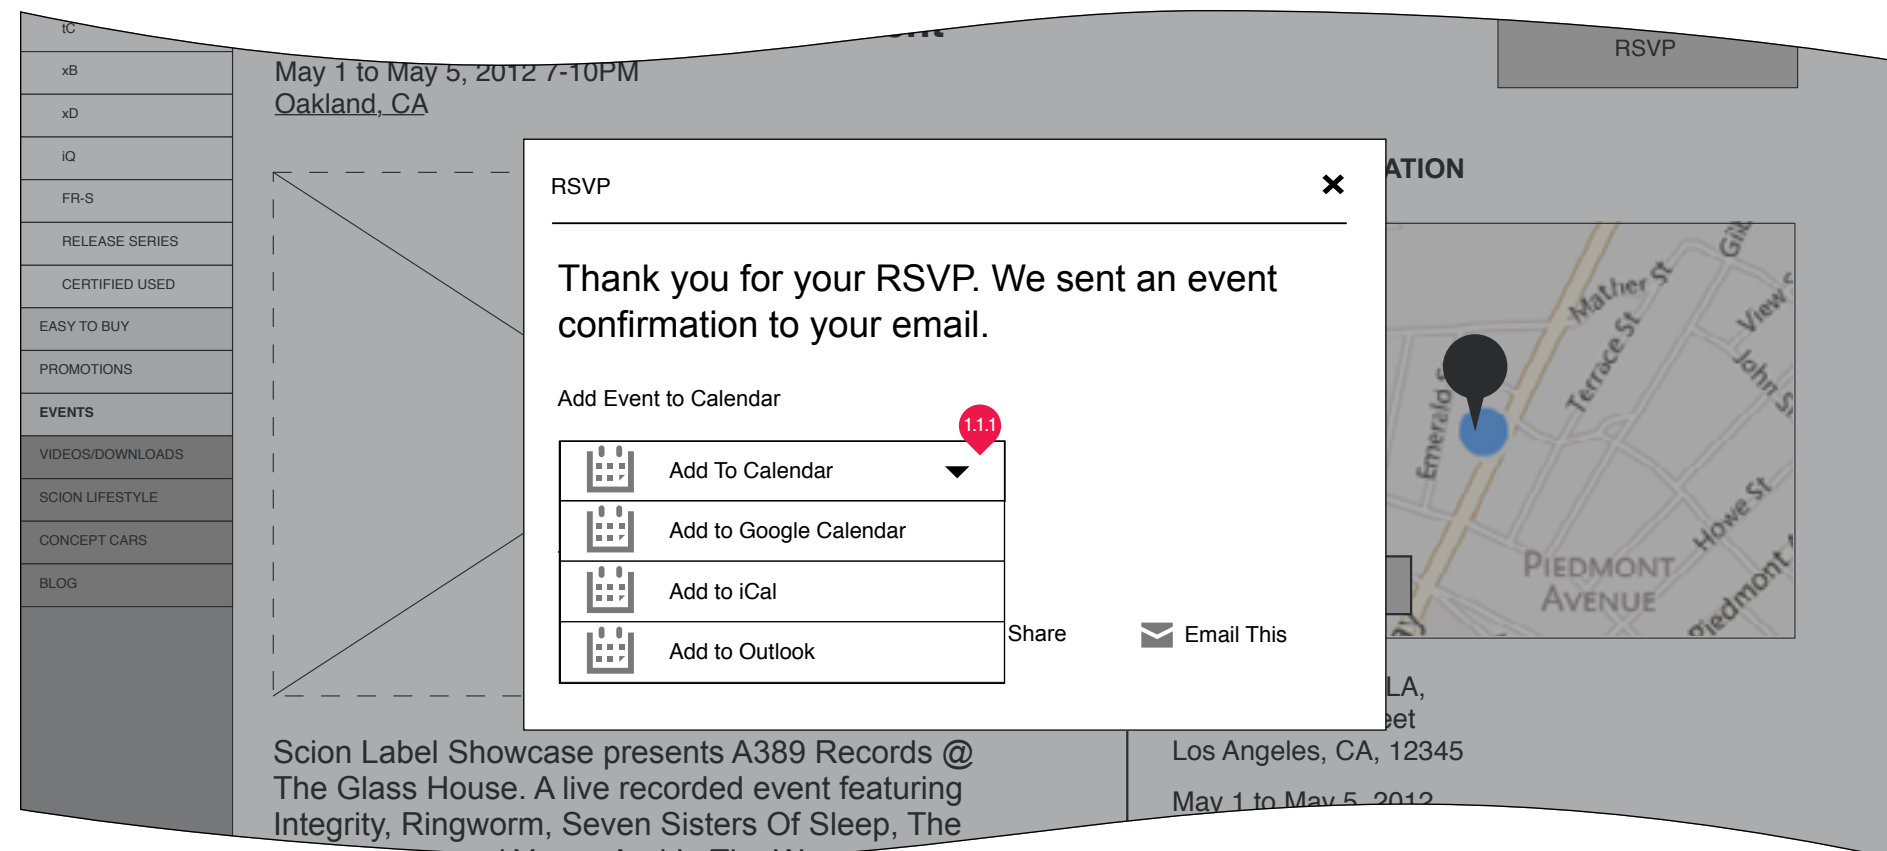 tC
xB
xD
iQ
FR-S
RELEASE SERIES
CERTIFIED USED
EASY TO BUY
PROMOTIONS
EVENTS
VIDEOS/DOWNLOADS
SCION LIFESTYLE
CONCEPT CARS
BLOG
May 1 to May 5, 2012 7-10PM
Oakland, CA
RSVP
RSVP
Thank you for your RSVP. We sent an event
confirmation to your email.
Add Event to Calendar
1.1.1
Add To Calendar
Add to Google Calendar
Add to iCal
Add to Outlook
Share
Email This
ATION
Mather St
View
Terrace St
John S
Emerald S
Howe St
PIEDMONT
AVENUE
Piedmont
LA,
eet
Los Angeles, CA, 12345
May 1 to May 5, 2012
Scion Label Showcase presents A389 Records @
The Glass House. A live recorded event featuring
Integrity, Ringworm, Seven Sisters Of Sleep, The